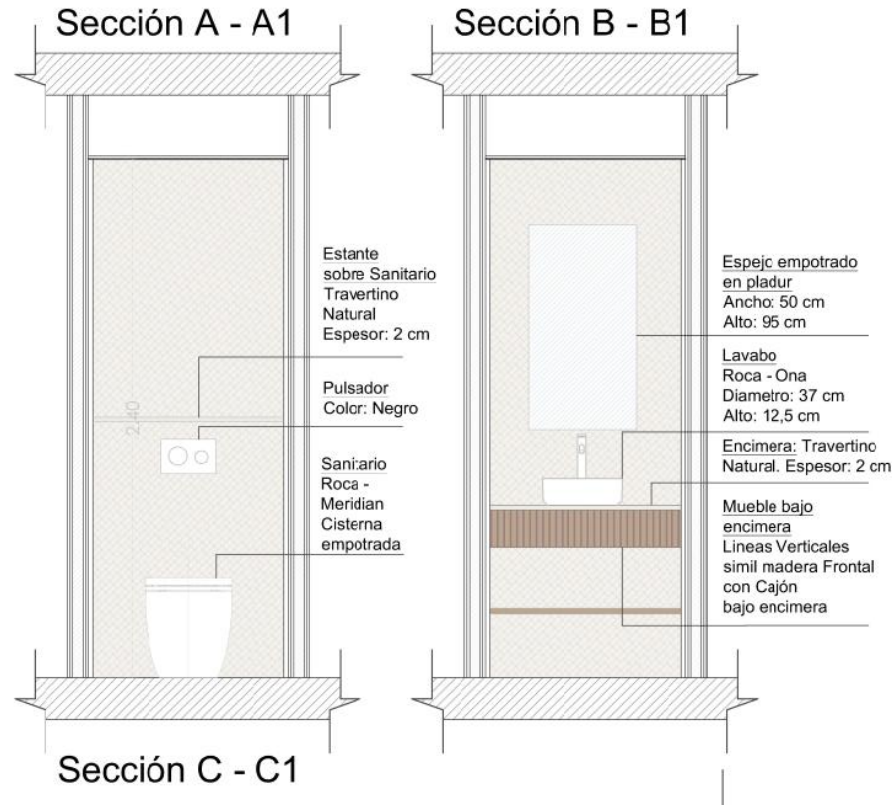 Sección A - A1
Sección B - B1
Estante
sobre Sanitario
Travertino
Natural
Espesor: 2 cm
Pulsador
Color: Negro
Sanitario
Roca -
Meridian
Cisterna
empotrada
2.40
Espejo empotrado
en pladur
Ancho: 50 cm
Alto: 95 cm
Lavabo
Roca - Ona
Diametro: 37 cm
Alto: 12,5 cm
Encimera: Travertino
Natural. Espesor: 2 cm
Mueble bajo
encimera
Lineas Verticales
simil madera Frontal
con Cajón
bajo encimera
Sección C - C1